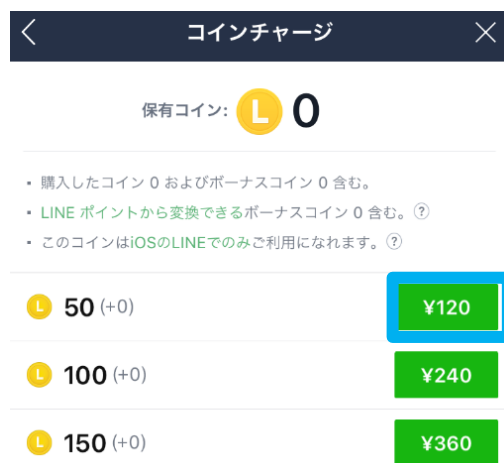 コインチャージ
保有コイン: L 0
・ 購入したコイン 0 およびボーナスコイン 0 含む。
・ LINE ポイントから変換できるボーナスコイン 0 含む。?
・ このコインはiOSのLINEでのみご利用になれます。?
L 50 (+0) ¥120
L 100 (+0) ¥240
L 150 (+0) ¥360